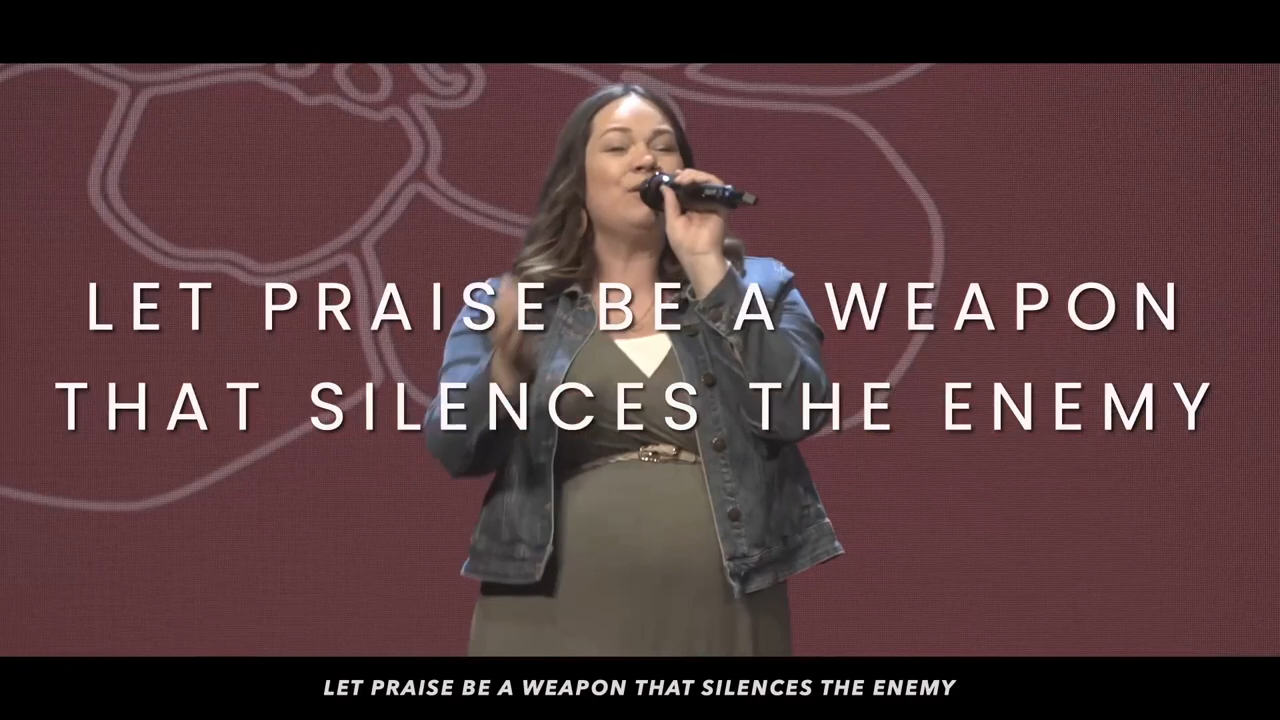 LET PRAISE BE A WEAPON
THAT SILENCES THE ENEMY
LET PRAISE BE A WEAPON THAT SILENCES THE ENEMY